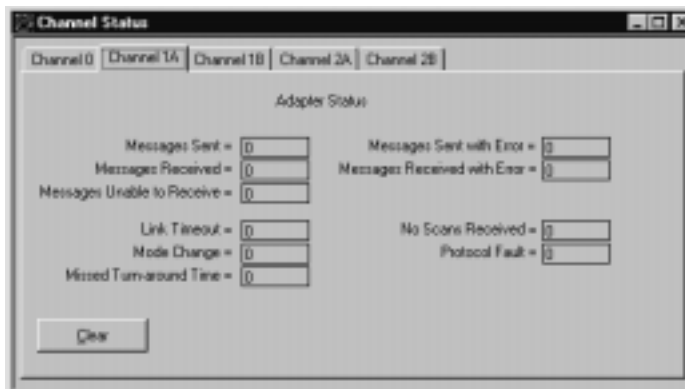 Channel Status
Channel 0 Channel 1A Channel 1B Channel 2A Channel 2B
Adapter Status
Messages Sent = 0 Messages Sent with Error = 0
Messages Received = 0 Messages Received with Error = 0
Messages Unable to Receive = 0
Link Timeout = 0 No Scans Received = 0
Mode Change = 0 Protocol Fault = 0
Missed Turn-around Time = 0
Clear